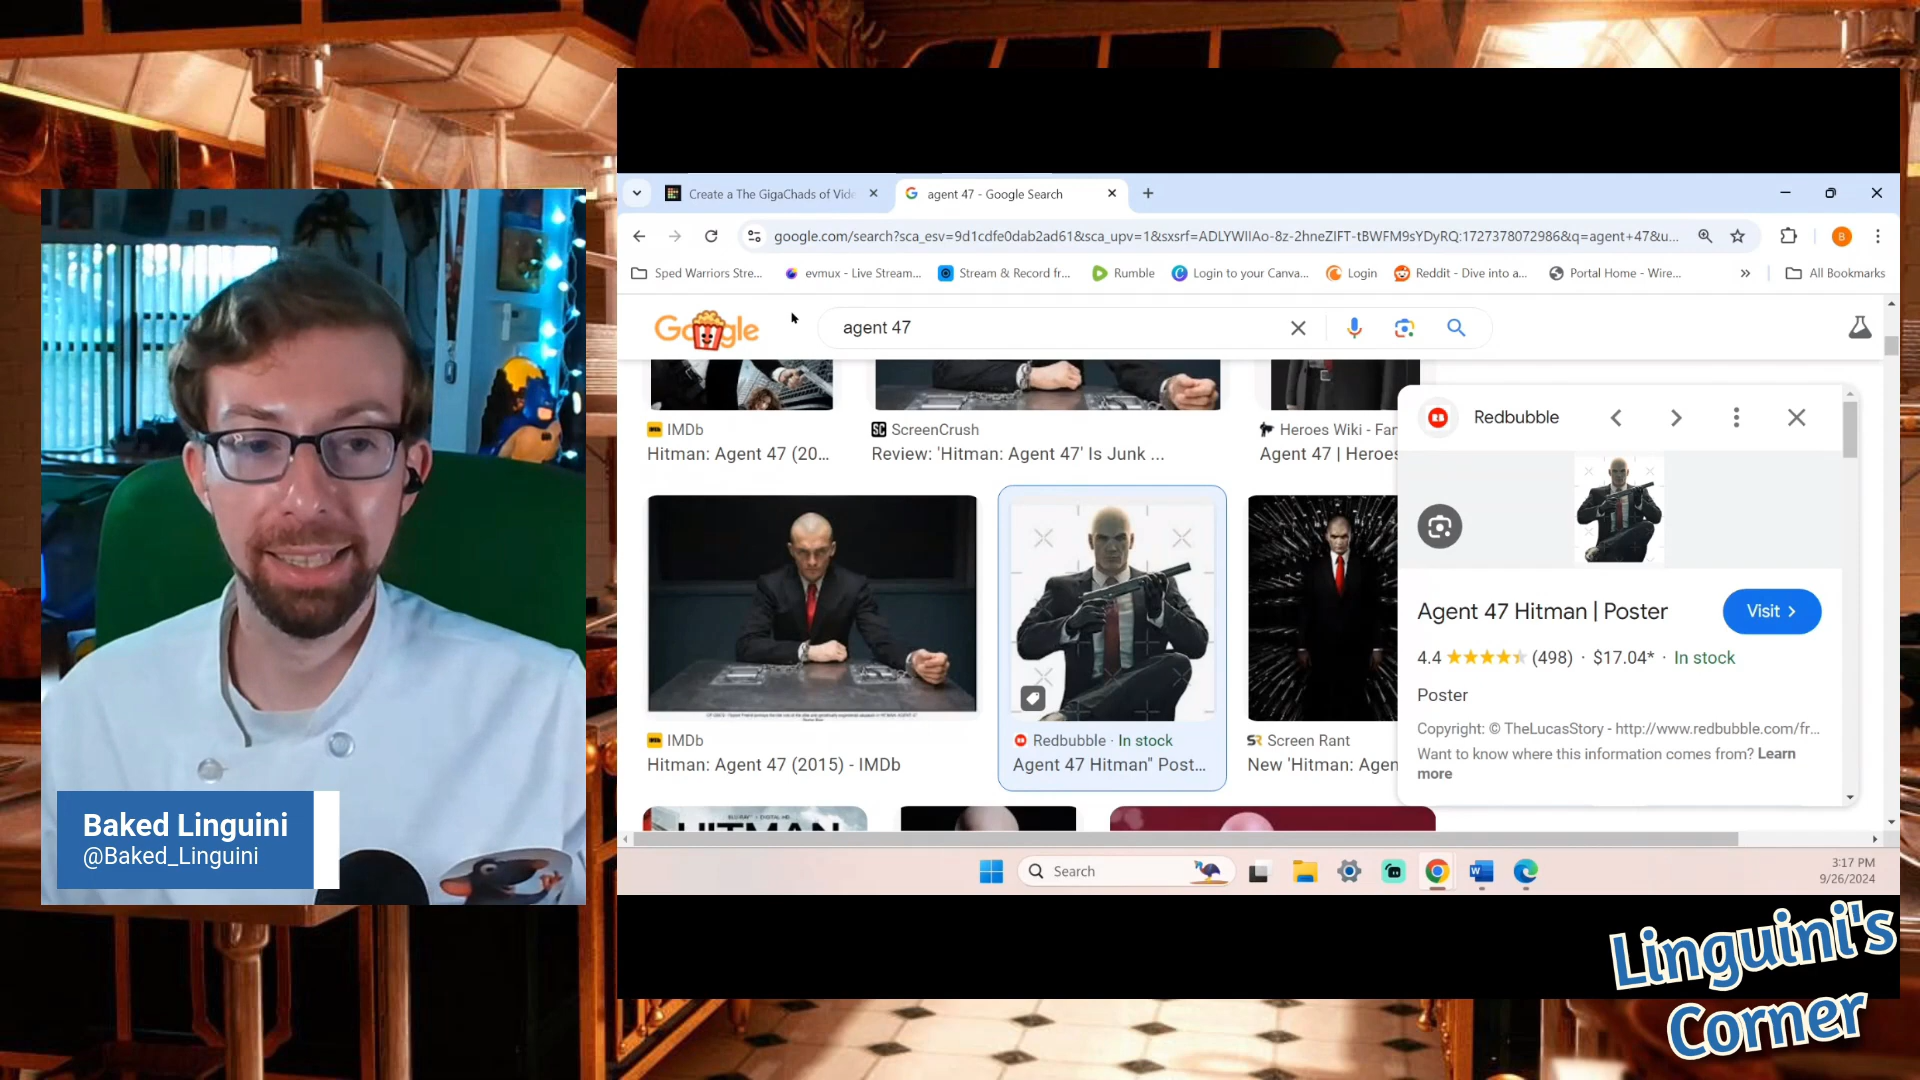 Create a The GigaChads of Vide
agent 47 - Google Search
google.com/search?sca_esv=9d1cdfe0dab2ad61&sca_upv=1&sxsrf=ADLYWIIAo-8z-2hneZIFT-tBWFM9sYDyRQ:1727378072986&q=agent+47&u...
Sped Warriors Stre...
evmux - Live Stream...
Stream & Record fr...
Rumble
Login to your Canva...
Login
Reddit - Dive into a...
Portal Home - Wire...
All Bookmarks
Google
agent 47
IMDb
Hitman: Agent 47 (20...
ScreenCrush
Review: 'Hitman: Agent 47' Is Junk ...
Heroes Wiki - Fan
Agent 47 | Heroes
Redbubble
Agent 47 Hitman | Poster
Visit
4.4 (498) · $17.04* · In stock
Poster
Copyright: © TheLucasStory - http://www.redbubble.com/fr...
Want to know where this information comes from? Learn
more
IMDb
Hitman: Agent 47 (2015) - IMDb
Redbubble · In stock
Agent 47 Hitman" Post...
SR Screen Rant
New 'Hitman: Agen
HITMAN
Search
3:17 PM
9/26/2024
Baked Linguini
@Baked_Linguini
Linguini's
Corner